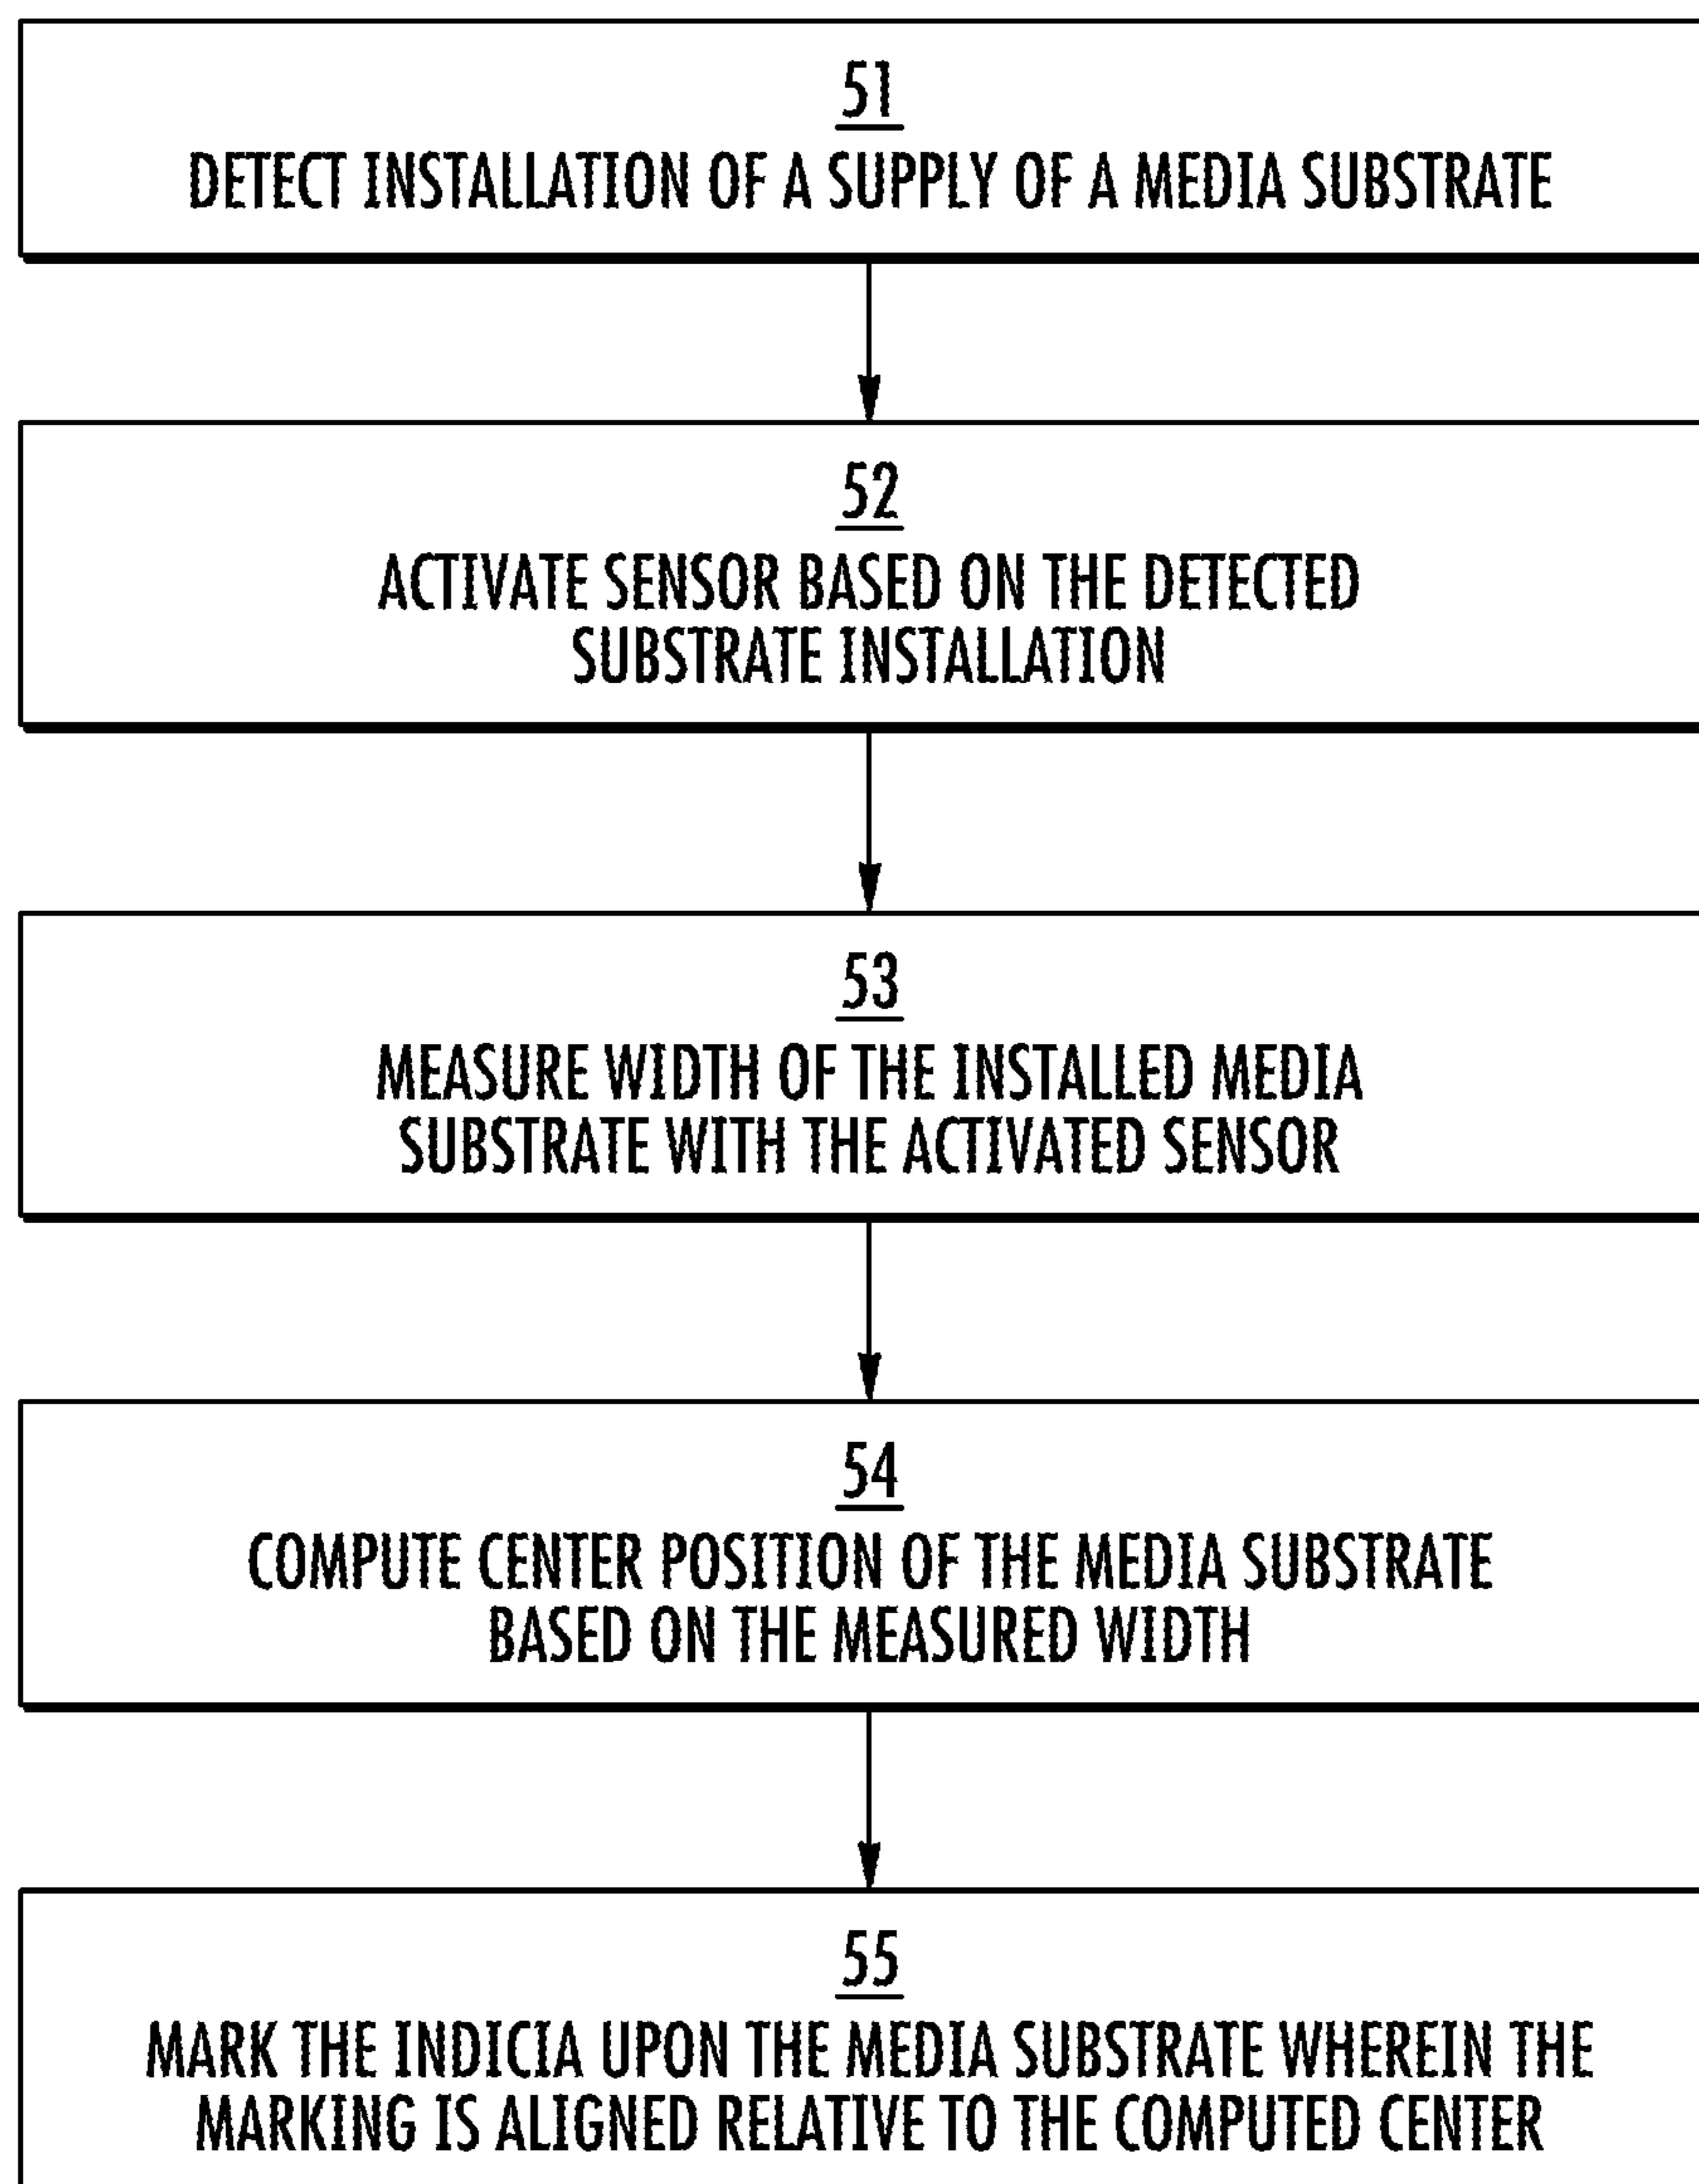 51
DETECT INSTALLATION OF A SUPPLY OF A MEDIA SUBSTRATE
52
ACTIVATE SENSOR BASED ON THE DETECTED
SUBSTRATE INSTALLATION
53
MEASURE WIDTH OF THE INSTALLED MEDIA
SUBSTRATE WITH THE ACTIVATED SENSOR
54
COMPUTE CENTER POSITION OF THE MEDIA SUBSTRATE
BASED ON THE MEASURED WIDTH
55
MARK THE INDICIA UPON THE MEDIA SUBSTRATE WHEREIN THE
MARKING IS ALIGNED RELATIVE TO THE COMPUTED CENTER